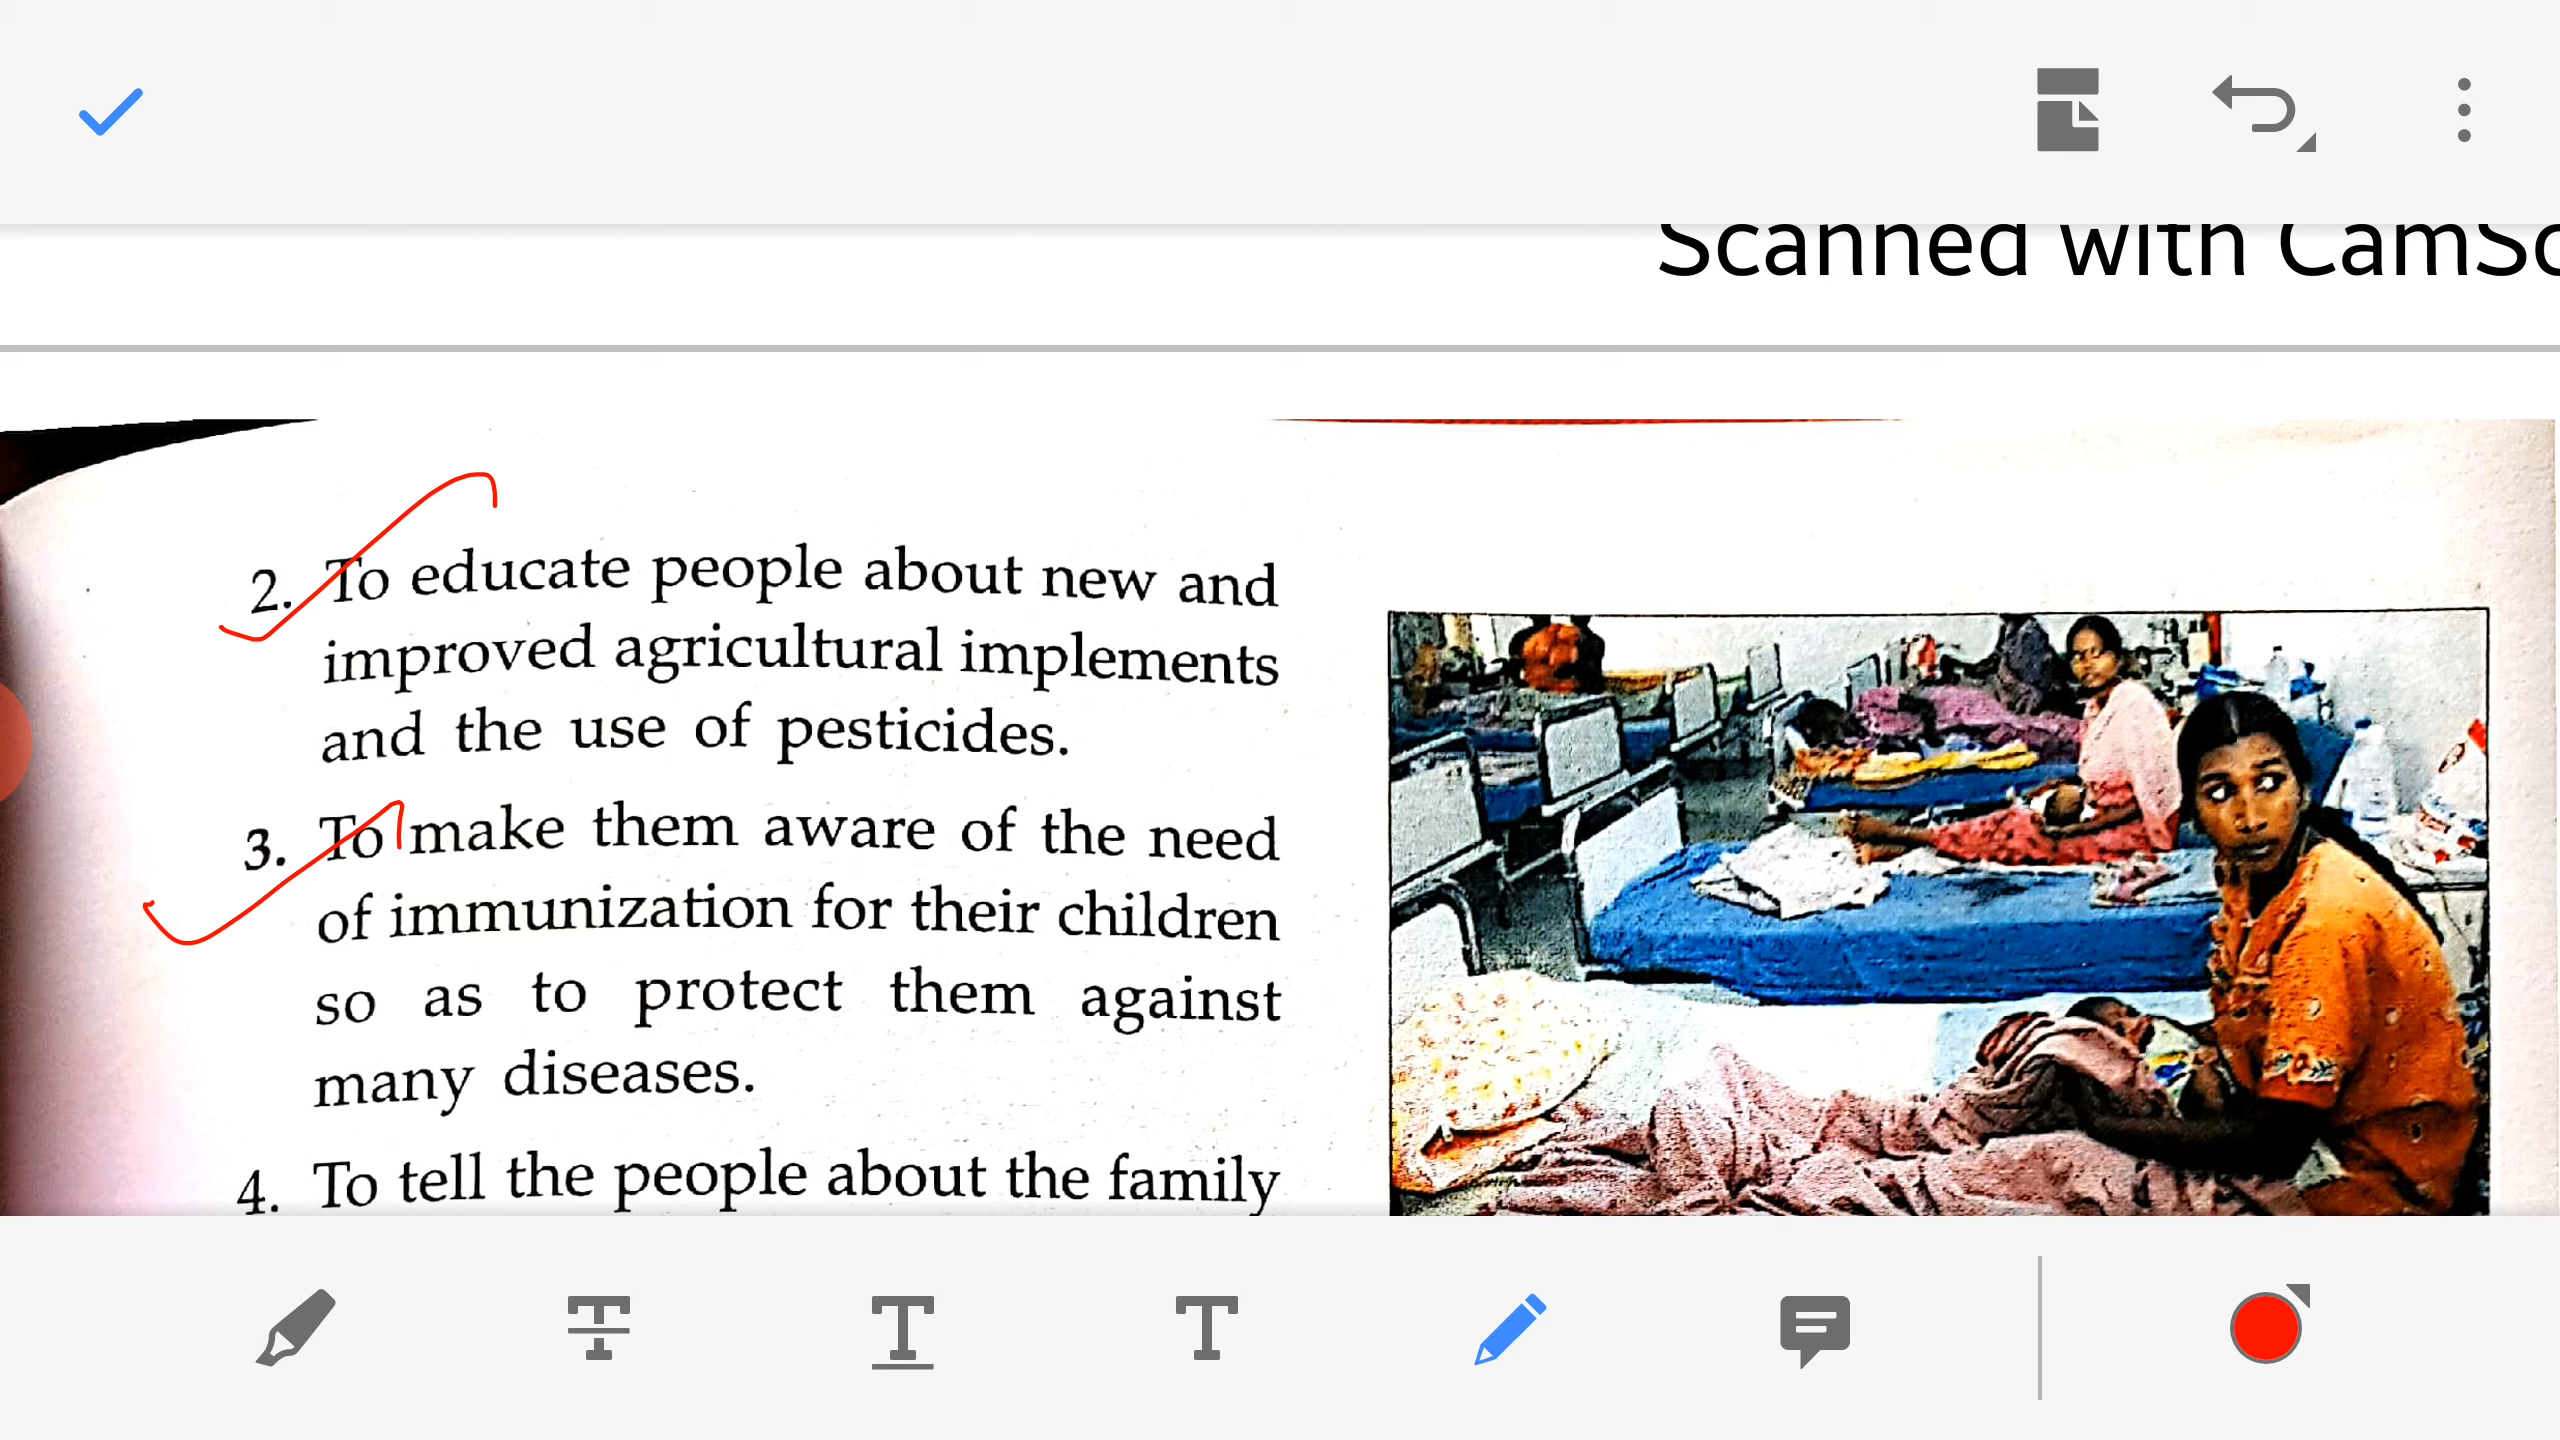 Scanned with CamSc
2. To educate people about new and
improved agricultural implements
and the use of pesticides.
3. To make them aware of the need
of immunization for their children
so as to protect them against
many diseases.
4. To tell the people about the family